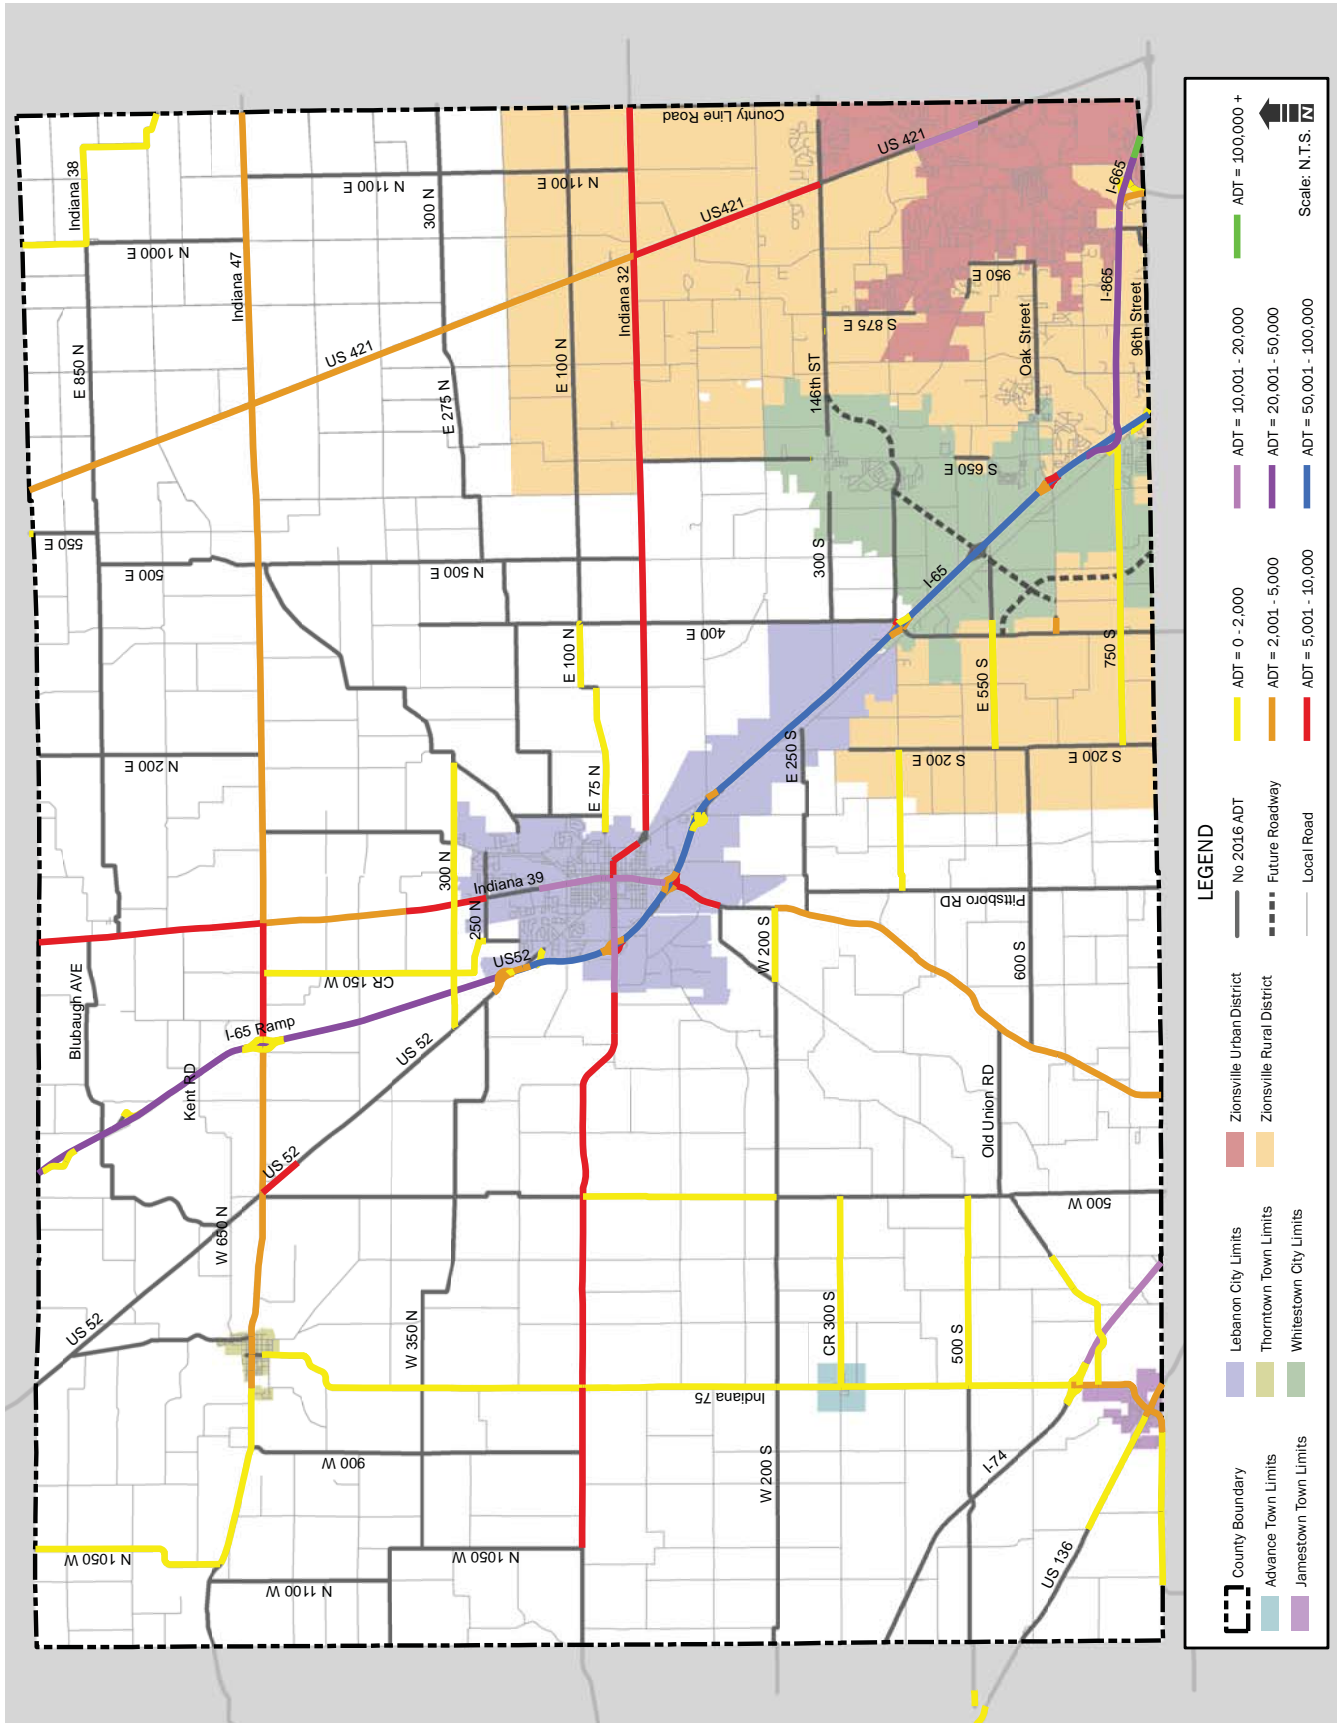 Indiana 38
N 1000 E
E 850 N
Indiana 47
N 1100 E
300 N
N 1100 E
County Line Road
US 421
I-665
US421
Indiana 32
E 100 N
E 275 N
US 421
950 E
S 875 E
Oak Street
I-865
96th Street
146th ST
S 650 E
550 E
500 E
N 500 E
300 S
I-65
400 E
E 100 N
E 550 S
750 S
N 200 E
E 75 N
E 250 S
S 200 E
S 200 E
300 N
Indiana 39
250 N
US52
Pittsboro RD
W 200 S
600 S
Blubaugh AVE
CR 150 W
I-65 Ramp
Kent RD
US 52
Old Union RD
US 52
W 650 N
500 W
US 52
W 350 N
CR 300 S
500 S
Indiana 75
900 W
W 200 S
I-74
N 1050 W
N 1050 W
N 1100 W
US 136
LEGEND
County Boundary
Advance Town Limits
Jamestown Town Limits
Lebanon City Limits
Thorntown Town Limits
Whitestown City Limits
Zionsville Urban District
Zionsville Rural District
No 2016 ADT
Future Roadway
Local Road
ADT = 0 - 2,000
ADT = 2,001 - 5,000
ADT = 5,001 - 10,000
ADT = 10,001 - 20,000
ADT = 20,001 - 50,000
ADT = 50,001 - 100,000
ADT = 100,000 +
N
Scale: N.T.S.